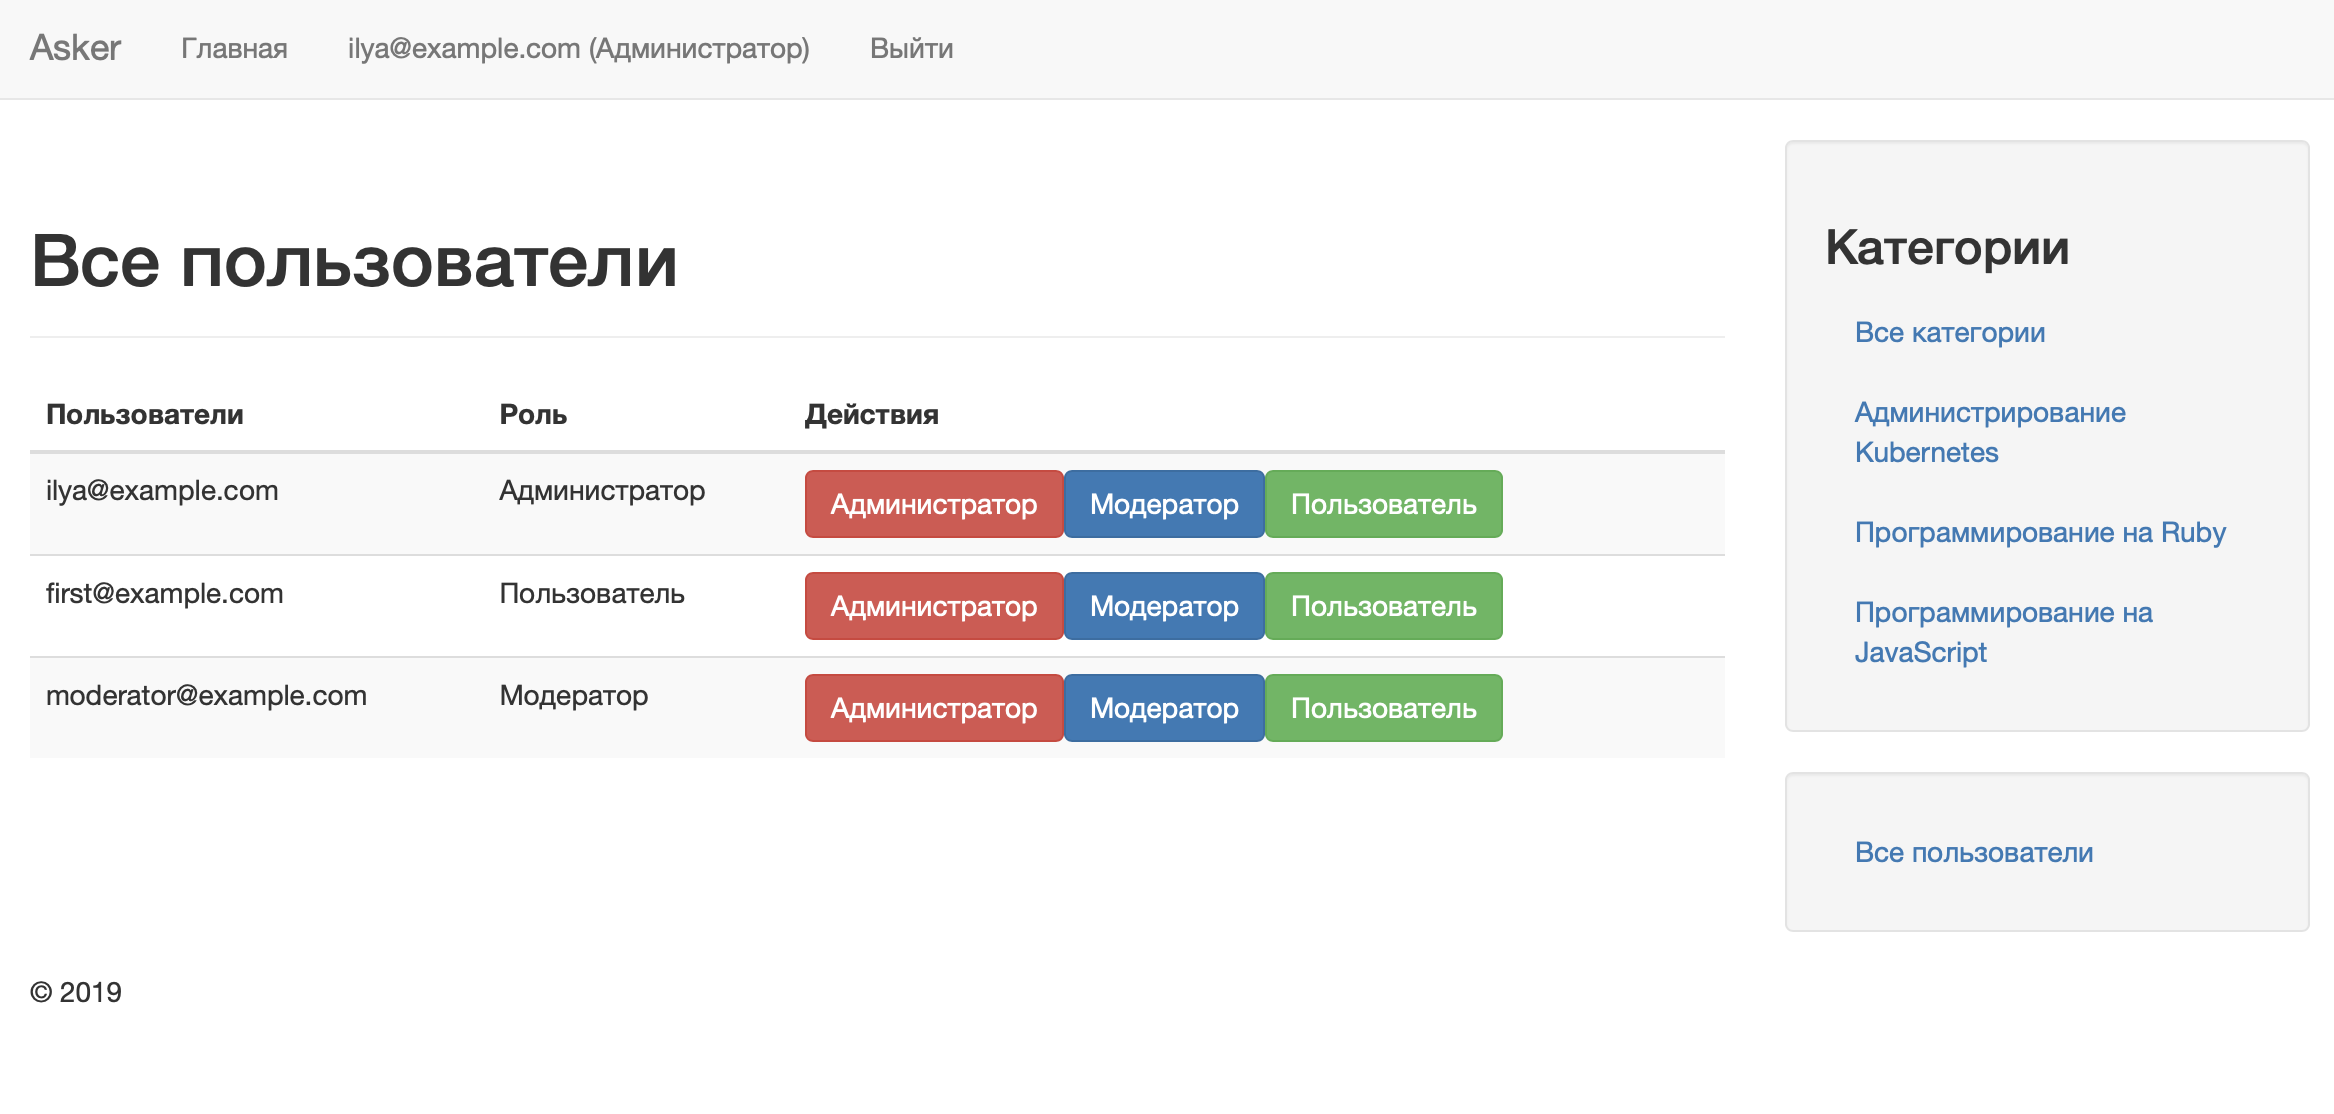 Asker Главная ilya@example.com (Администратор) Выйти
Все пользователи
Пользователи Роль Действия
ilya@example.com Администратор Администратор Модератор Пользователь
first@example.com Пользователь Администратор Модератор Пользователь
moderator@example.com Модератор Администратор Модератор Пользователь
Категории
Все категории
Администрирование
Kubernetes
Программирование на Ruby
Программирование на
JavaScript
Все пользователи
© 2019